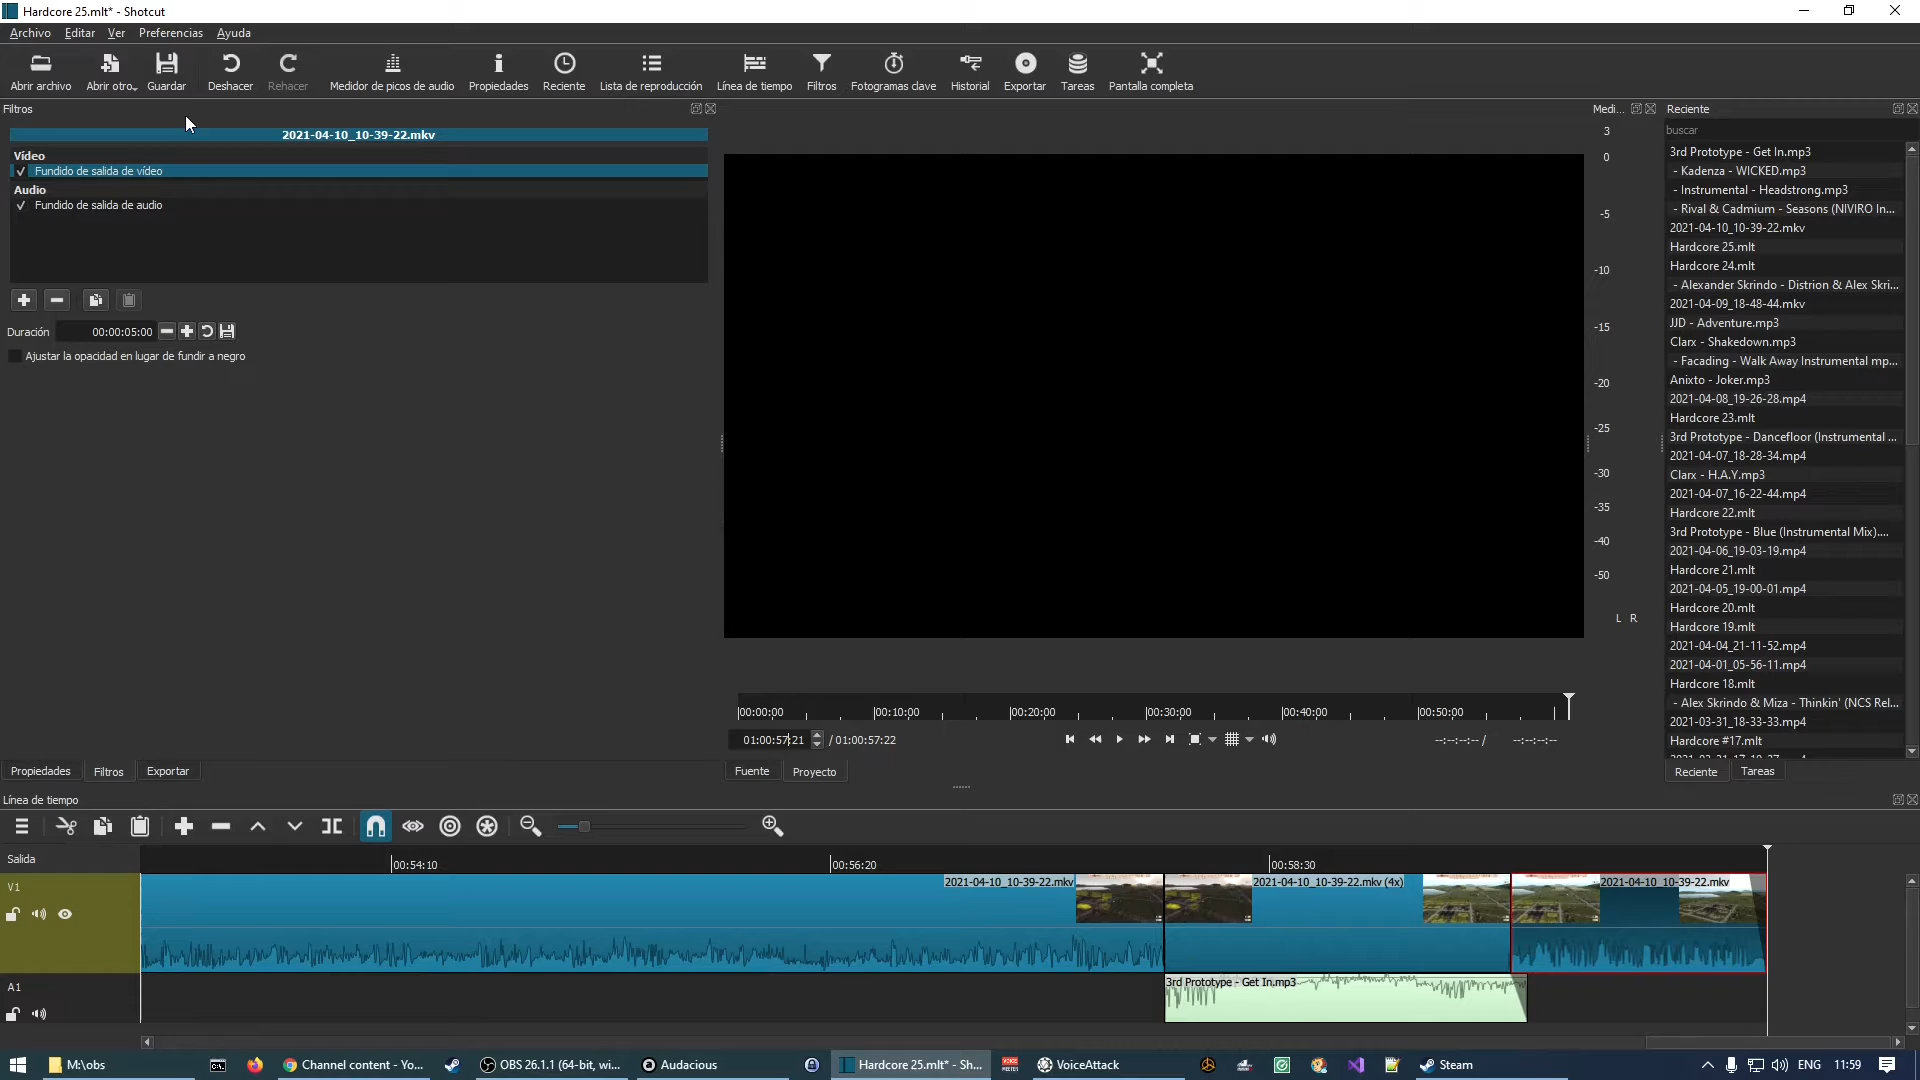 Hardcore 25.mlt* - Shotcut
Archivo Editar Ver Preferencias Ayuda
Abrir archivo Abrir otro... Guardar Deshacer Rehacer Medidor de picos de audio Propiedades Reciente Lista de reproducción Línea de tiempo Filtros Fotogramas clave Historial Exportar Tareas Pantalla completa
Filtros
2021-04-10_10-39-22.mkv
Vídeo
Fundido de salida de vídeo
Audio
Fundido de salida de audio
Duración 00:00:05:00
Ajustar la opacidad en lugar de fundir a negro
Propiedades Filtros Exportar
|00:00:00 |00:10:00 |00:20:00 |00:30:00 |00:40:00 |00:50:00
01:00:57:21 / 01:00:57:22
--:--:--:-- / --:--:--:--
Fuente Proyecto
Medi...
3
0
-5
-10
-15
-20
-25
-30
-35
-40
-50
L R
Reciente
buscar
3rd Prototype - Get In.mp3
- Kadenza - WICKED.mp3
- Instrumental - Headstrong.mp3
- Rival & Cadmium - Seasons (NIVIRO In...
2021-04-10_10-39-22.mkv
Hardcore 25.mlt
Hardcore 24.mlt
- Alexander Skrindo - Distrion & Alex Skri...
2021-04-09_18-48-44.mkv
JJD - Adventure.mp3
Clarx - Shakedown.mp3
- Facading - Walk Away Instrumental mp...
Anixto - Joker.mp3
2021-04-08_19-26-28.mp4
Hardcore 23.mlt
3rd Prototype - Dancefloor (Instrumental ...
2021-04-07_18-28-34.mp4
Clarx - H.A.Y.mp3
2021-04-07_16-22-44.mp4
Hardcore 22.mlt
3rd Prototype - Blue (Instrumental Mix)....
2021-04-06_19-03-19.mp4
Hardcore 21.mlt
2021-04-05_19-00-01.mp4
Hardcore 20.mlt
Hardcore 19.mlt
2021-04-04_21-11-52.mp4
2021-04-01_05-56-11.mp4
Hardcore 18.mlt
- Alex Skrindo & Miza - Thinkin' (NCS Rel...
2021-03-31_18-33-33.mp4
Hardcore #17.mlt
Reciente Tareas
Línea de tiempo
Salida
00:54:10 00:56:20 00:58:30
V1
2021-04-10_10-39-22.mkv 2021-04-10_10-39-22.mkv (4x) 2021-04-10_10-39-22.mkv
A1
3rd Prototype - Get In.mp3
M:\obs Channel content - Yo... OBS 26.1.1 (64-bit, wi... Audacious Hardcore 25.mlt* - Sh... VoiceAttack Steam ENG 11:59